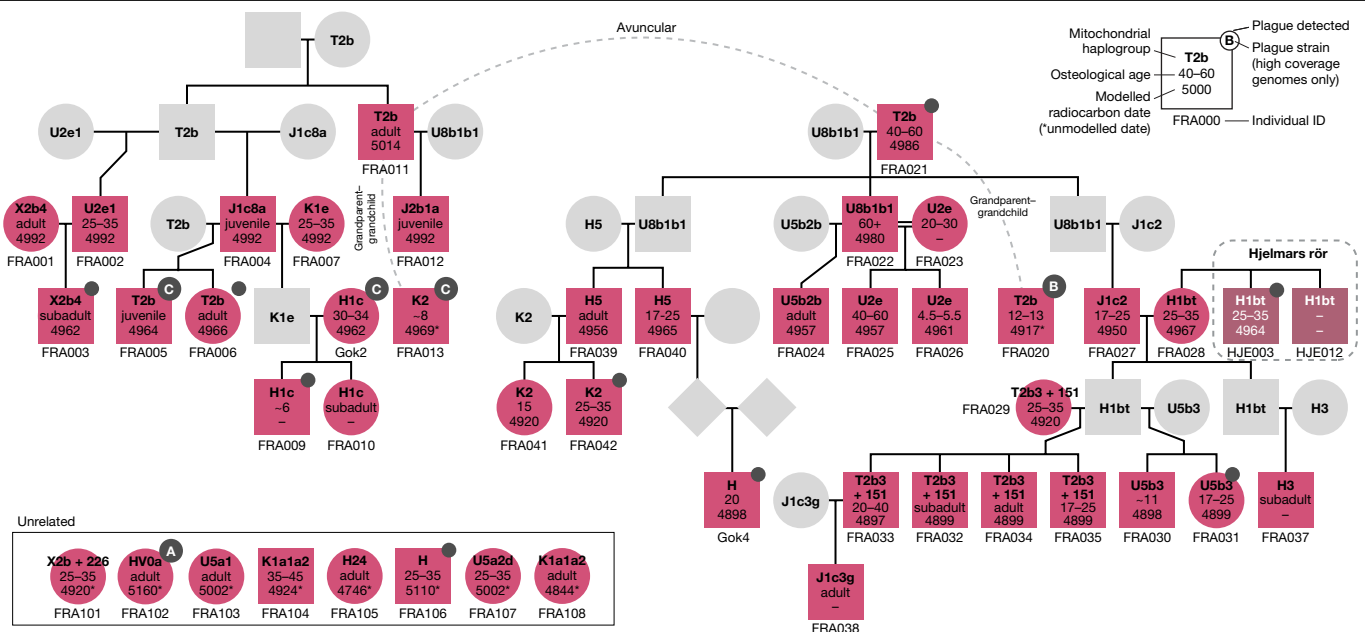 T2b
Avuncular
Mitochondrial
haplogroup
Osteological age
Modelled
radiocarbon date
(*unmodelled date)
T2b
40–60
5000
B
FRA000
Plague detected
Plague strain
(high coverage
genomes only)
Individual ID
U2e1
T2b
J1c8a
T2b
adult
5014
FRA011
U8b1b1
U8b1b1
T2b
40–60
4986
FRA021
X2b4
adult
4992
FRA001
U2e1
25–35
4992
FRA002
T2b
J1c8a
juvenile
4992
FRA004
K1e
25–35
4992
FRA007
Grandparent–
grandchild
J2b1a
juvenile
4992
FRA012
H5
U8b1b1
U5b2b
U8b1b1
60+
4980
FRA022
U2e
20–30
–
FRA023
Grandparent–
grandchild
U8b1b1
J1c2
X2b4
subadult
4962
FRA003
C
T2b
juvenile
4964
FRA005
T2b
adult
4966
FRA006
K1e
C
H1c
30–34
4962
Gok2
C
K2
~8
4969*
FRA013
K2
H5
adult
4956
FRA039
H5
17-25
4965
FRA040
U5b2b
adult
4957
FRA024
U2e
40–60
4957
FRA025
U2e
4.5–5.5
4961
FRA026
B
T2b
12–13
4917*
FRA020
J1c2
17–25
4950
FRA027
H1bt
25–35
4967
FRA028
Hjelmars rör
H1bt
25–35
4964
HJE003
H1bt
–
–
HJE012
H1c
~6
–
FRA009
H1c
subadult
–
FRA010
K2
15
4920
FRA041
K2
25–35
4920
FRA042
FRA029
T2b3 + 151
25–35
4920
H1bt
U5b3
H1bt
H3
H
20
4898
Gok4
J1c3g
T2b3
+ 151
20–40
4897
FRA033
T2b3
+ 151
subadult
4899
FRA032
T2b3
+ 151
adult
4899
FRA034
T2b3
+ 151
17–25
4899
FRA035
U5b3
~11
4898
FRA030
U5b3
17–25
4899
FRA031
H3
subadult
–
FRA037
J1c3g
adult
–
FRA038
Unrelated
X2b + 226
25–35
4920*
FRA101
A
HV0a
adult
5160*
FRA102
U5a1
adult
5002*
FRA103
K1a1a2
35–45
4924*
FRA104
H24
adult
4746*
FRA105
H
25–35
5110*
FRA106
U5a2d
25–35
5002*
FRA107
K1a1a2
adult
4844*
FRA108